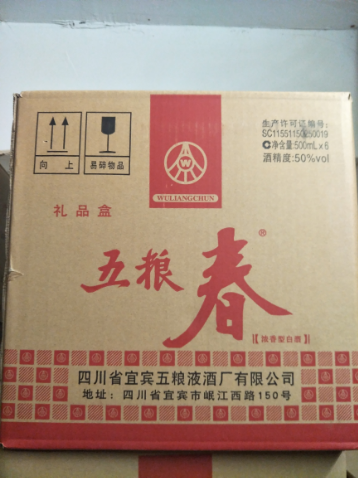 生产许可证编号:
SC11551150250019
净含量:500mL×6
酒精度:50%vol
向 上
易碎物品
WULIANGCHUN
礼品盒
五粮春®
【浓香型白酒】
四川省宜宾五粮液酒厂有限公司
地址: 四川省宜宾市岷江西路150号